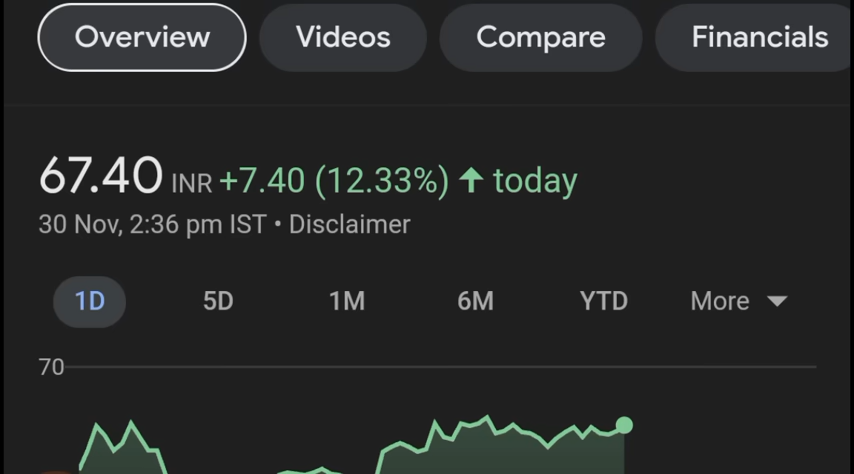 Overview Videos Compare Financials
67.40 INR +7.40 (12.33%) ↑ today
30 Nov, 2:36 pm IST • Disclaimer
1D 5D 1M 6M YTD More
70